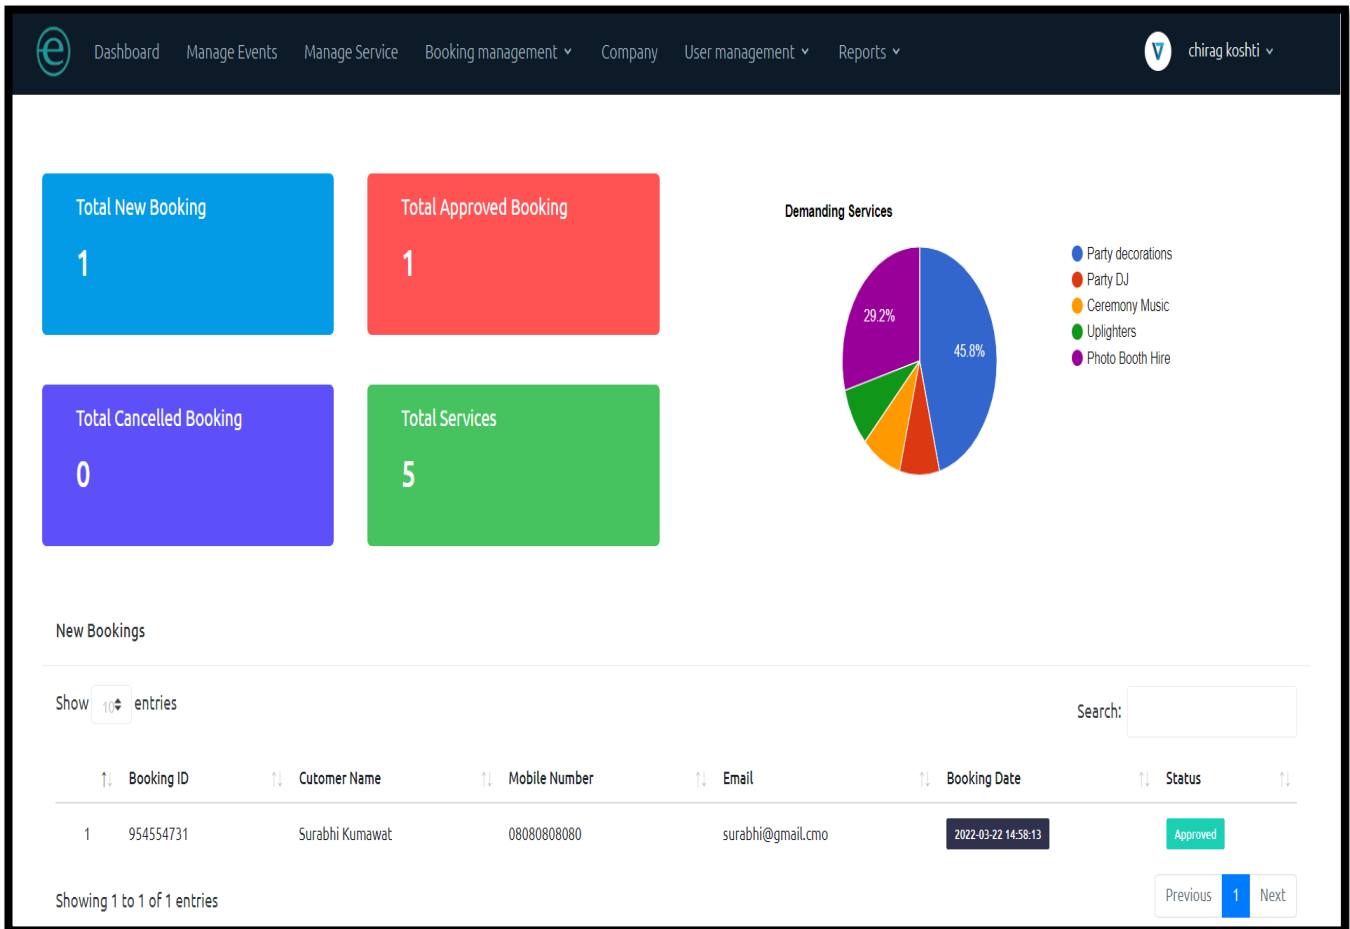 e Dashboard Manage Events Manage Service Booking management Company User management Reports chirag koshti
Total New Booking
1
Total Approved Booking
1
Total Cancelled Booking
0
Total Services
5
Demanding Services
29.2%
45.8%
Party decorations
Party DJ
Ceremony Music
Uplighters
Photo Booth Hire
New Bookings
Show 10 entries
Search:
Booking ID Cutomer Name Mobile Number Email Booking Date Status
1 954554731 Surabhi Kumawat 08080808080 surabhi@gmail.cmo 2022-03-22 14:58:13 Approved
Showing 1 to 1 of 1 entries
Previous 1 Next